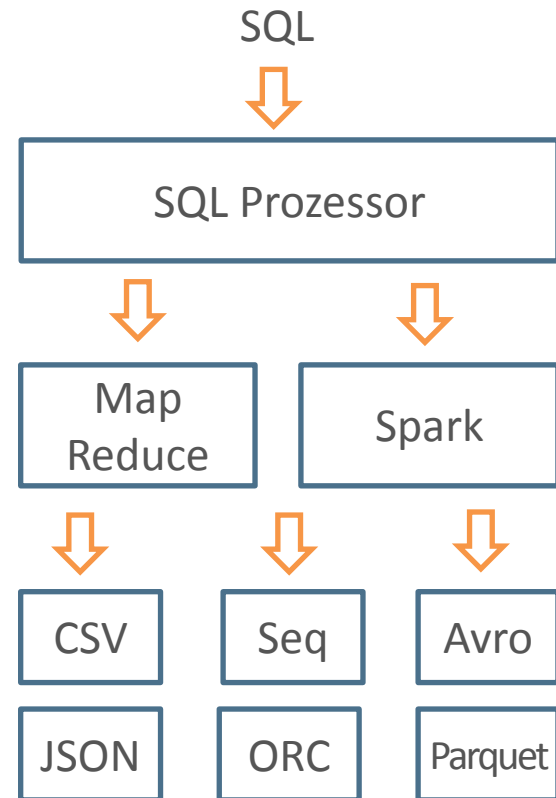 SQL
SQL Prozessor
Map
Reduce
Spark
CSV
Seq
Avro
JSON
ORC
Parquet